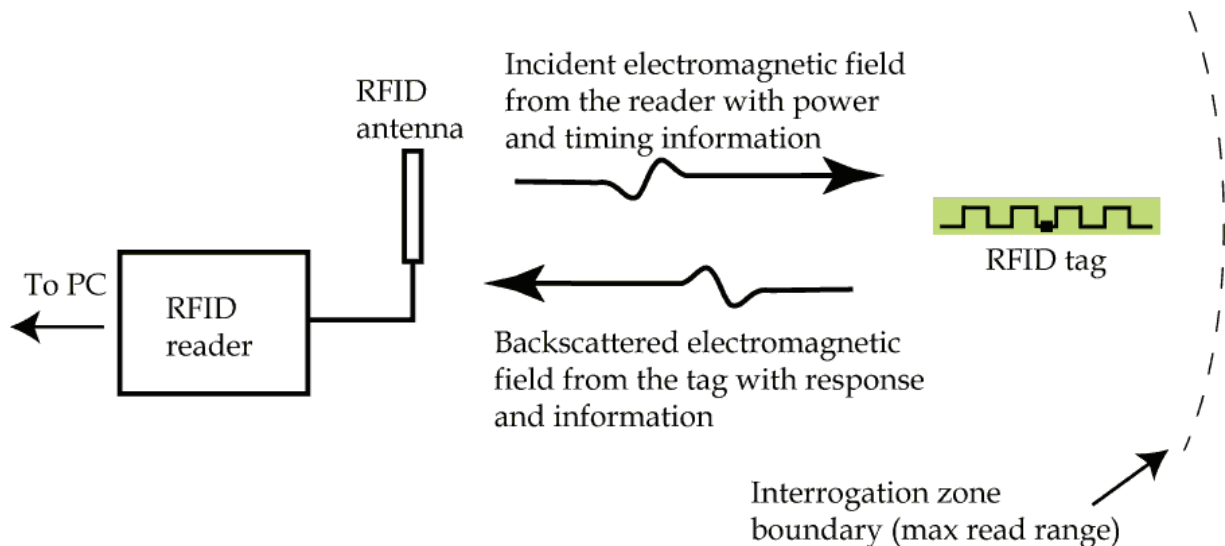 RFID
antenna
Incident electromagnetic field
from the reader with power
and timing information
To PC
RFID
reader
RFID tag
Backscattered electromagnetic
field from the tag with response
and information
Interrogation zone
boundary (max read range)